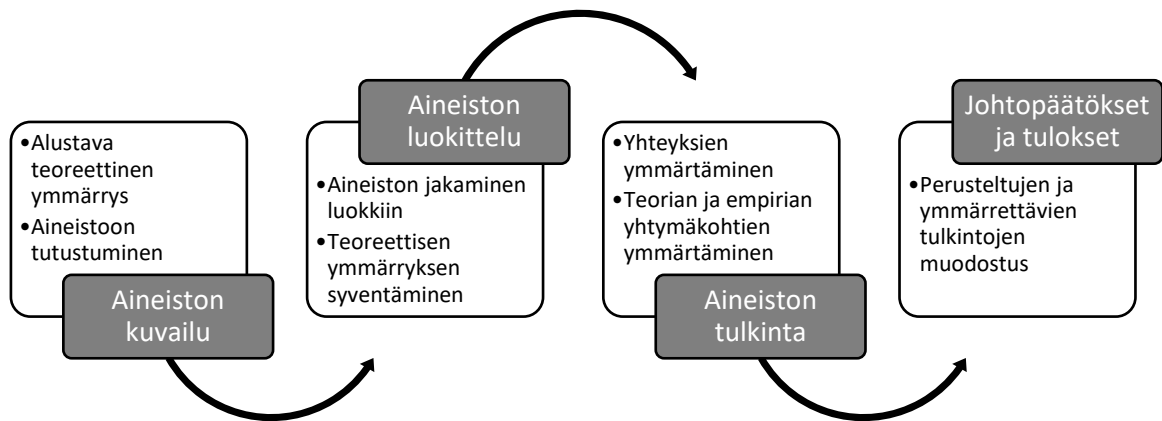 •Alustava
teoreettinen
ymmärrys
•Aineistoon
tutustuminen
Aineiston
kuvailu
Aineiston
luokittelu
•Aineiston jakaminen
luokkiin
•Teoreettisen
ymmärryksen
syventäminen
•Yhteyksien
ymmärtäminen
•Teorian ja empirian
yhtymäkohtien
ymmärtäminen
Aineiston
tulkinta
Johtopäätökset
ja tulokset
•Perusteltujen ja
ymmärrettävien
tulkintojen
muodostus